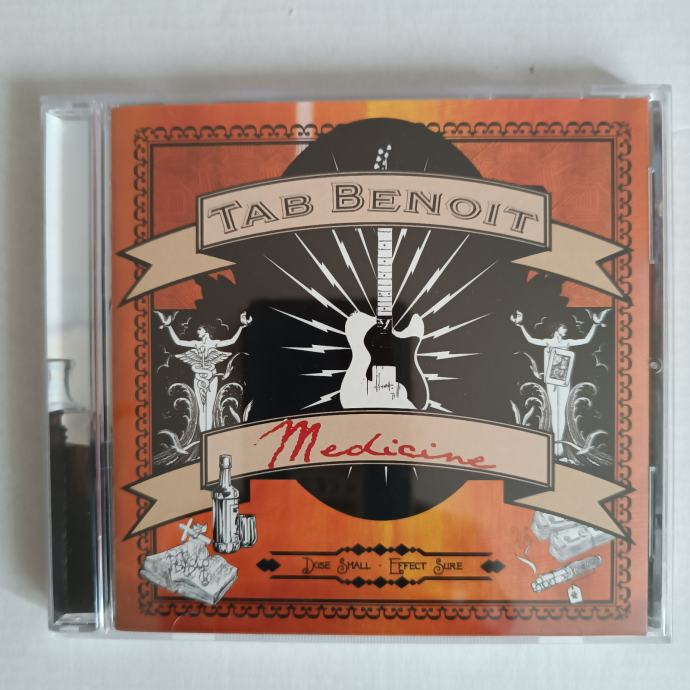 TAB BENOIT
Medicine
DOSE SMALL - EFFECT SURE